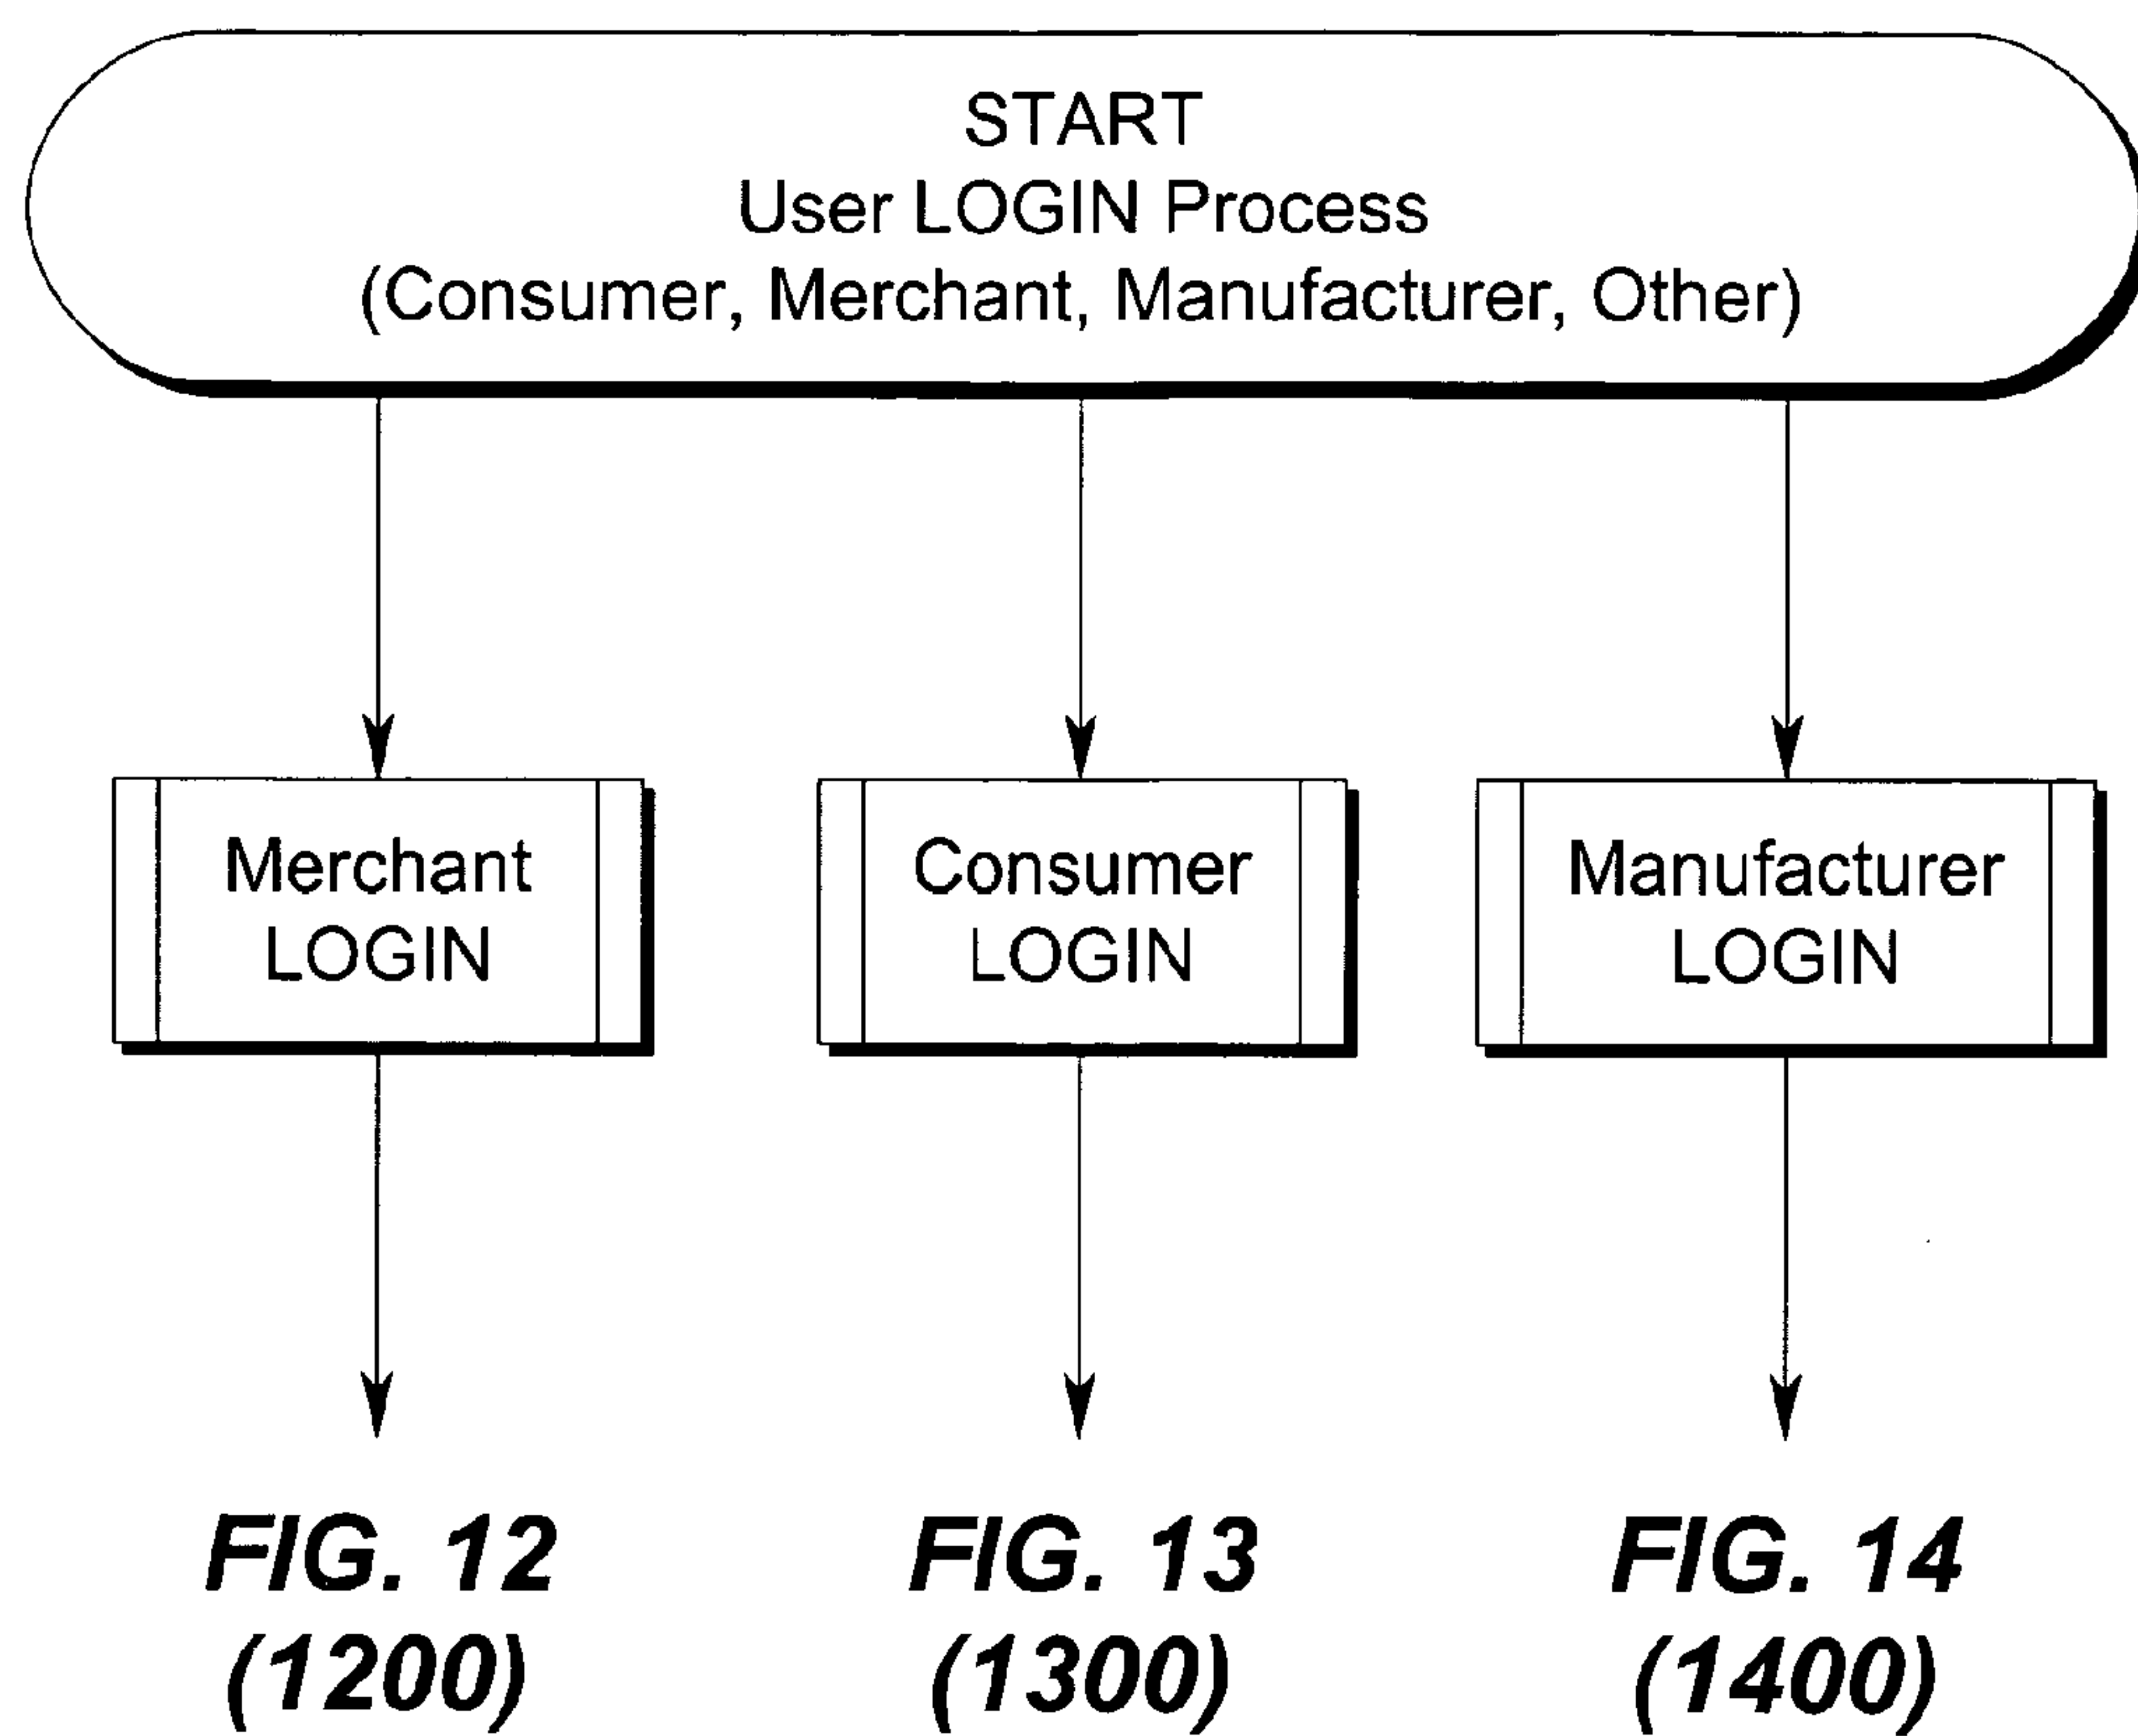 START
User LOGIN Process
(Consumer, Merchant, Manufacturer, Other)
Merchant
LOGIN
Consumer
LOGIN
Manufacturer
LOGIN
FIG. 12
(1200)
FIG. 13
(1300)
FIG. 14
(1400)